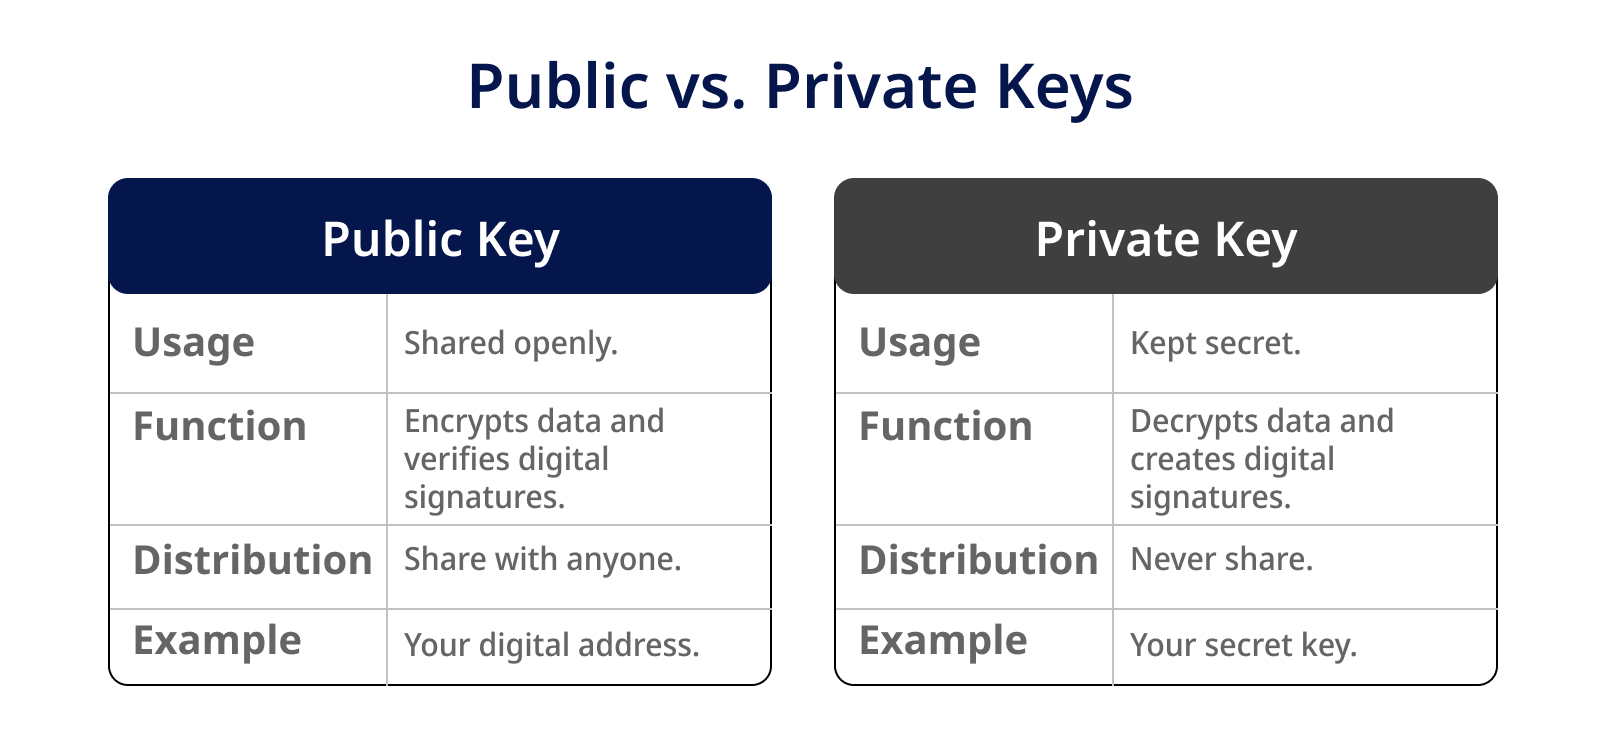 Public vs. Private Keys
Public Key
Usage
Shared openly.
Function
Encrypts data and
verifies digital
signatures.
Distribution
Share with anyone.
Example
Your digital address.
Private Key
Usage
Kept secret.
Function
Decrypts data and
creates digital
signatures.
Distribution
Never share.
Example
Your secret key.